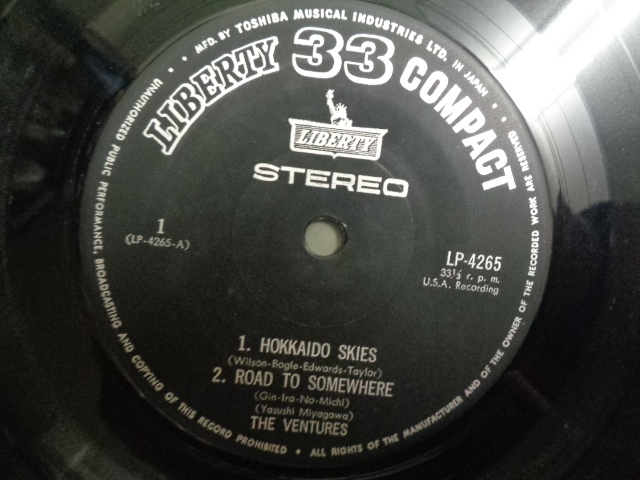 MFD. BY TOSHIBA MUSICAL INDUSTRIES LTD. IN JAPAN
LIBERTY 33 COMPACT
LIBERTY
STEREO
1
(LP-4265-A)
LP-4265
33⅓ r. p. m.
U.S.A. Recording
1. HOKKAIDO SKIES
(Wilson-Bogle-Edwards-Taylor)
2. ROAD TO SOMEWHERE
(Gin-Iro-No-Michi)
(Yasushi Miyagawa)
THE VENTURES
UNAUTHORIZED PUBLIC PERFORMANCE, BROADCASTING AND COPYING OF THIS RECORD PROHIBITED • ALL RIGHTS OF THE MANUFACTURER AND OF THE OWNER OF THE RECORDED WORK ARE RESERVED.